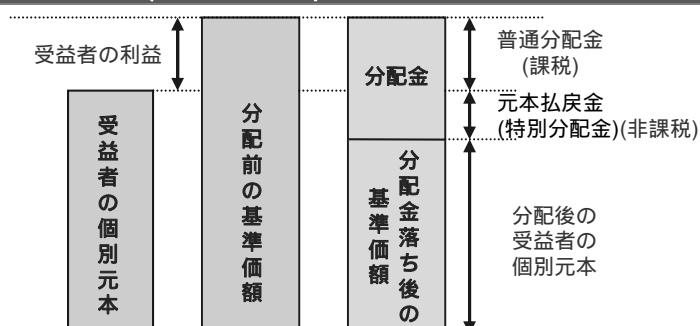 受益者の利益
受益者の個別元本
分配前の基準価額
分配金
分配金落ち後の
基準価額
普通分配金
(課税)
元本払戻金
(特別分配金)(非課税)
分配後の
受益者の
個別元本